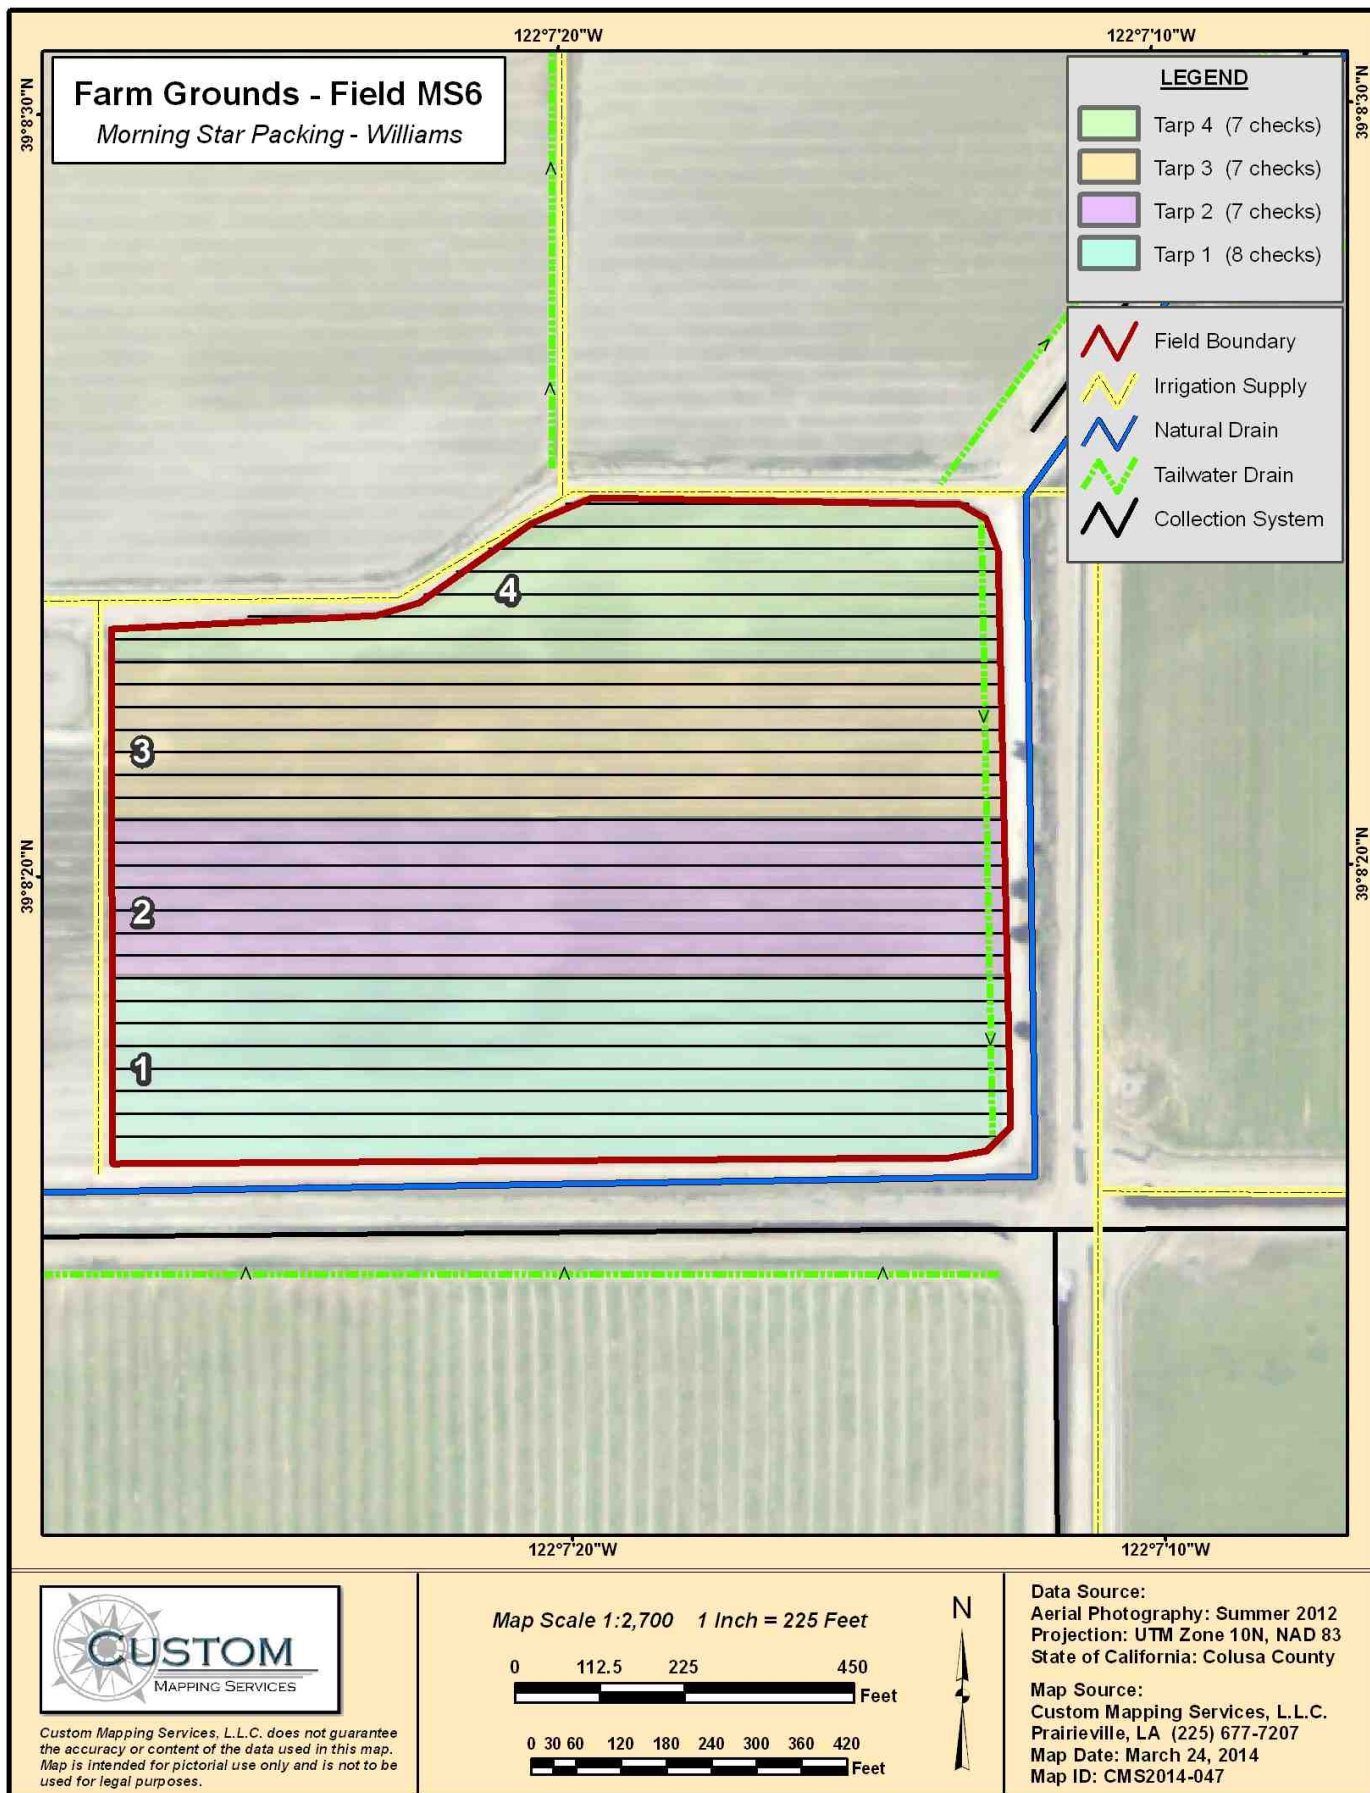 122°7'20"W
122°7'10"W
39°8'30"N
39°8'30"N
Farm Grounds - Field MS6
Morning Star Packing - Williams
LEGEND
Tarp 4 (7 checks)
Tarp 3 (7 checks)
Tarp 2 (7 checks)
Tarp 1 (8 checks)
Field Boundary
Irrigation Supply
Natural Drain
Tailwater Drain
Collection System
4
3
39°8'20"N
39°8'20"N
2
1
122°7'20"W
122°7'10"W
CUSTOM
MAPPING SERVICES
Custom Mapping Services, L.L.C. does not guarantee
the accuracy or content of the data used in this map.
Map is intended for pictorial use only and is not to be
used for legal purposes.
Map Scale 1:2,700 1 Inch = 225 Feet
0 112.5 225 450
Feet
0 30 60 120 180 240 300 360 420
Feet
N
Data Source:
Aerial Photography: Summer 2012
Projection: UTM Zone 10N, NAD 83
State of California: Colusa County
Map Source:
Custom Mapping Services, L.L.C.
Prairieville, LA (225) 677-7207
Map Date: March 24, 2014
Map ID: CMS2014-047